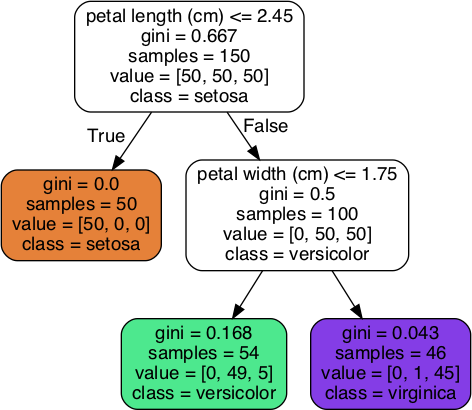 petal length (cm) <= 2.45
gini = 0.667
samples = 150
value = [50, 50, 50]
class = setosa
True
False
gini = 0.0
samples = 50
value = [50, 0, 0]
class = setosa
petal width (cm) <= 1.75
gini = 0.5
samples = 100
value = [0, 50, 50]
class = versicolor
gini = 0.168
samples = 54
value = [0, 49, 5]
class = versicolor
gini = 0.043
samples = 46
value = [0, 1, 45]
class = virginica